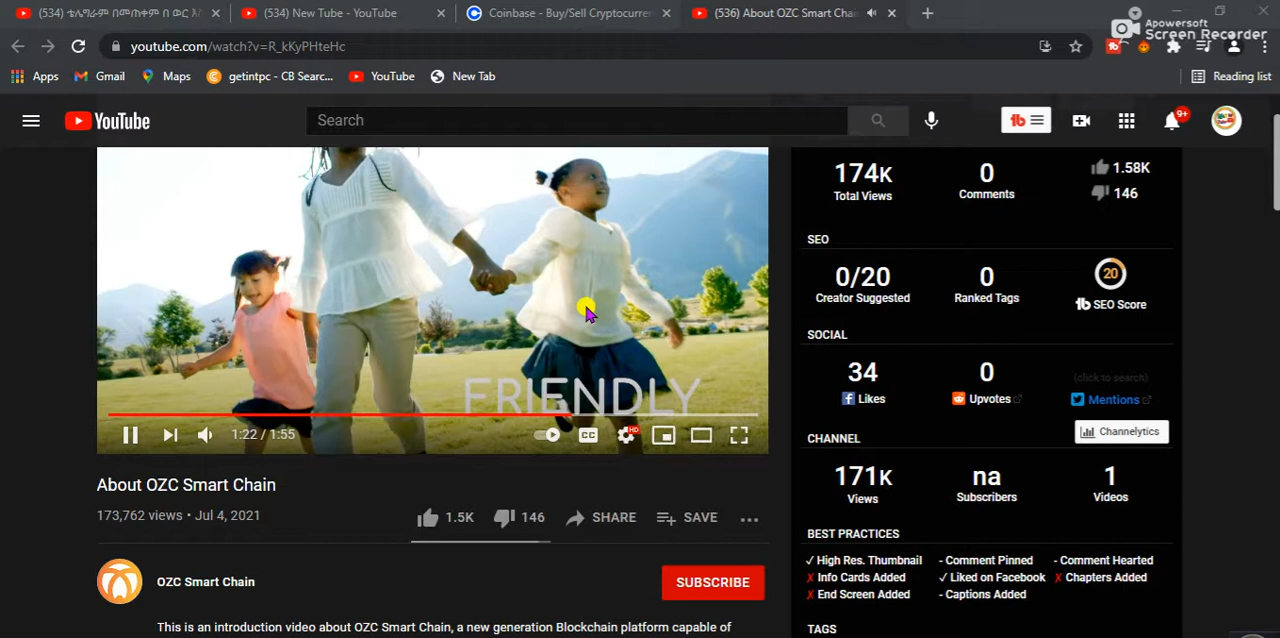 (534) ቴሌግራም በመጠቀም በ ወር እስ
(534) New Tube - YouTube
Coinbase - Buy/Sell Cryptocurren
(536) About OZC Smart Chai
Apowersoft
Screen Recorder
youtube.com/watch?v=R_kKyPHteHc
Apps
Gmail
Maps
getintpc - CB Searc...
YouTube
New Tab
Reading list
YouTube
Search
tb
9+
174K
Total Views
0
Comments
1.58K
146
SEO
0/20
Creator Suggested
0
Ranked Tags
20
tb SEO Score
SOCIAL
34
Likes
0
Upvotes
(click to search)
Mentions
CHANNEL
Channelytics
171K
Views
na
Subscribers
1
Videos
BEST PRACTICES
✓ High Res. Thumbnail - Comment Pinned - Comment Hearted
✗ Info Cards Added ✓ Liked on Facebook ✗ Chapters Added
✗ End Screen Added - Captions Added
TAGS
FRIENDLY
1:22 / 1:55
CC
HD
About OZC Smart Chain
173,762 views • Jul 4, 2021
1.5K
146
SHARE
SAVE
...
OZC Smart Chain
SUBSCRIBE
This is an introduction video about OZC Smart Chain, a new generation Blockchain platform capable of